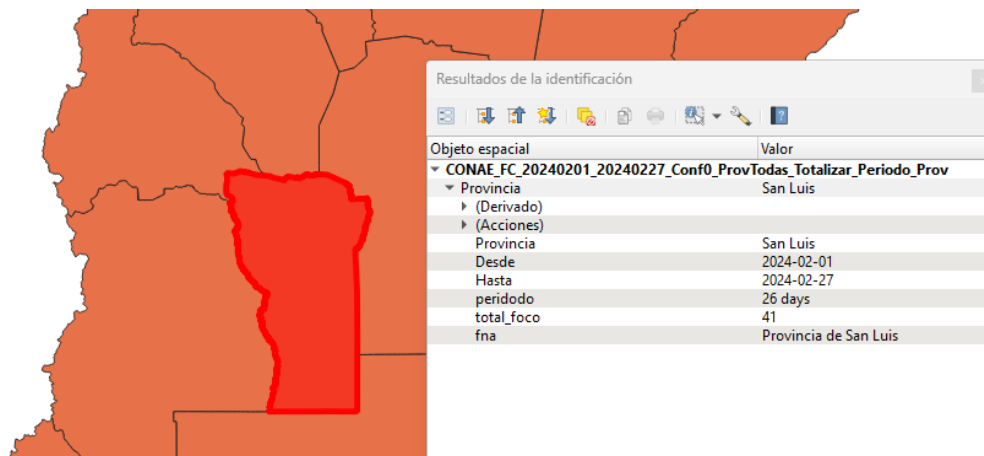 Resultados de la identificación
Objeto espacial Valor
CONAE_FC_20240201_20240227_Conf0_ProvTodas_Totalizar_Periodo_Prov
Provincia San Luis
(Derivado)
(Acciones)
Provincia San Luis
Desde 2024-02-01
Hasta 2024-02-27
peridodo 26 days
total_foco 41
fna Provincia de San Luis